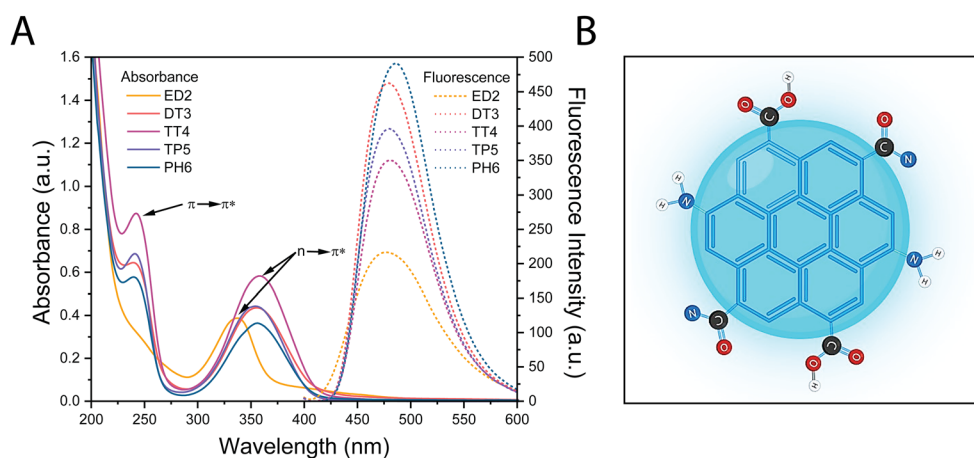 A
B
Absorbance (a.u.)
1.6
1.4
1.2
1.0
0.8
0.6
0.4
0.2
0.0
Absorbance
ED2
DT3
TT4
TP5
PH6
π→π*
n→π*
Fluorescence
ED2
DT3
TT4
TP5
PH6
500
450
400
350
300
250
200
150
100
50
0
Fluorescence Intensity (a.u.)
200 250 300 350 400 450 500 550 600
Wavelength (nm)
H
O O
C
O
C N
H
H N
N H
H
N C
O
C O
O
H